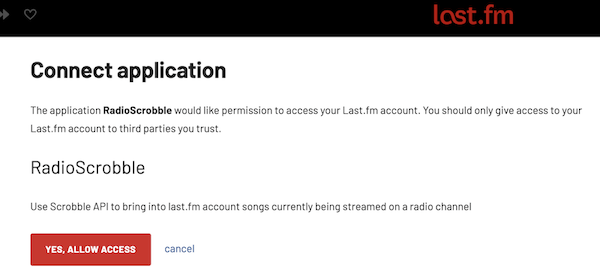 last.fm
Connect application
The application RadioScrobble would like permission to access your Last.fm account. You should only give access to your
Last.fm account to third parties you trust.
RadioScrobble
Use Scrobble API to bring into last.fm account songs currently being streamed on a radio channel
YES, ALLOW ACCESS cancel